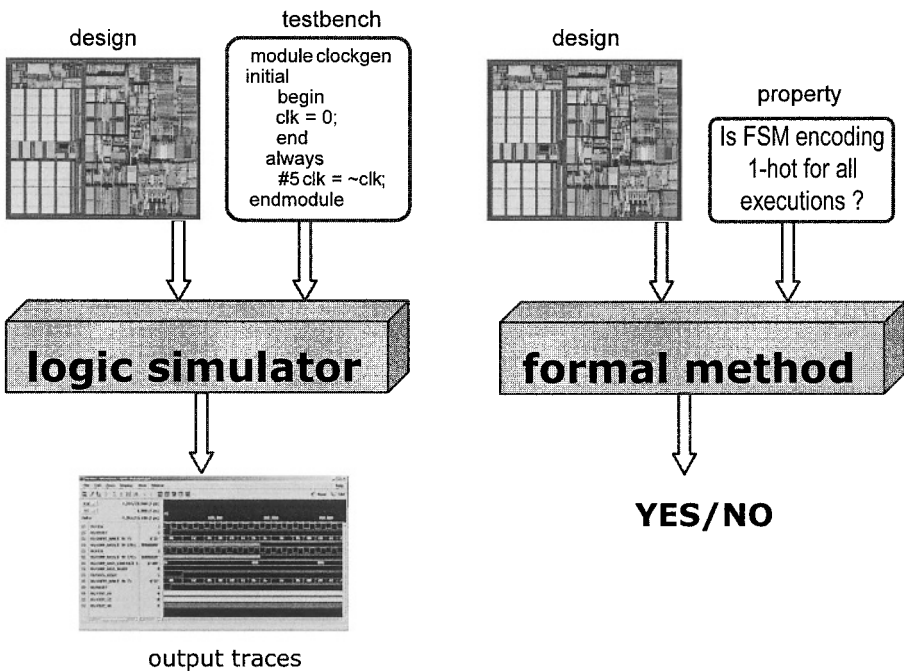 testbench
design
module clockgen
initial
begin
clk = 0;
end
always
#5 clk = ~clk;
endmodule
logic simulator
output traces
design
property
Is FSM encoding
1-hot for all
executions ?
formal method
YES/NO